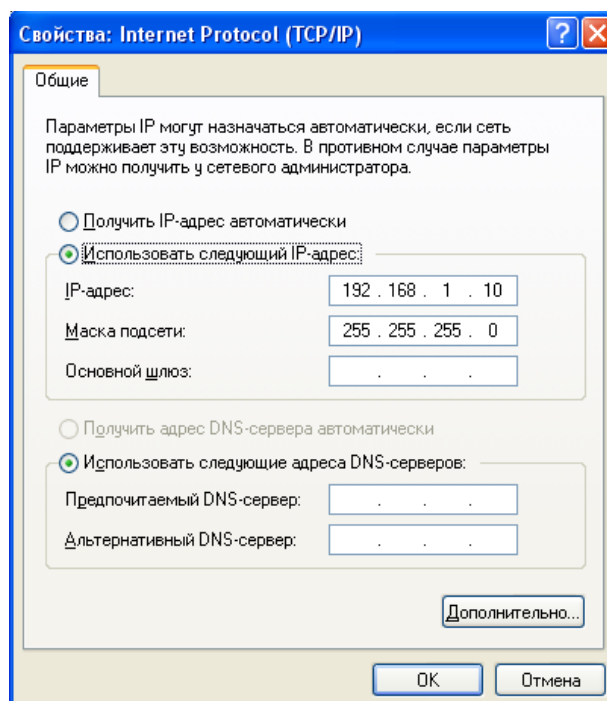 Свойства: Internet Protocol (TCP/IP)
Общие
Параметры IP могут назначаться автоматически, если сеть
поддерживает эту возможность. В противном случае параметры
IP можно получить у сетевого администратора.
Получить IP-адрес автоматически
Использовать следующий IP-адрес:
IP-адрес: 192 . 168 . 1 . 10
Маска подсети: 255 . 255 . 255 . 0
Основной шлюз: . . .
Получить адрес DNS-сервера автоматически
Использовать следующие адреса DNS-серверов:
Предпочитаемый DNS-сервер: . . .
Альтернативный DNS-сервер: . . .
Дополнительно...
OK Отмена